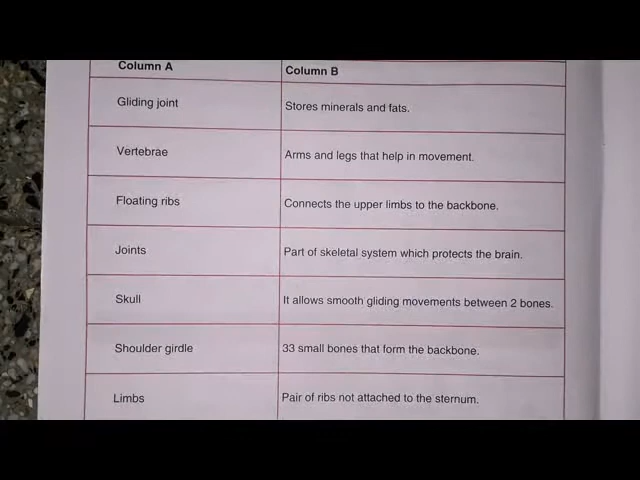 Column A Column B
Gliding joint Stores minerals and fats.
Vertebrae Arms and legs that help in movement.
Floating ribs Connects the upper limbs to the backbone.
Joints Part of skeletal system which protects the brain.
Skull It allows smooth gliding movements between 2 bones.
Shoulder girdle 33 small bones that form the backbone.
Limbs Pair of ribs not attached to the sternum.